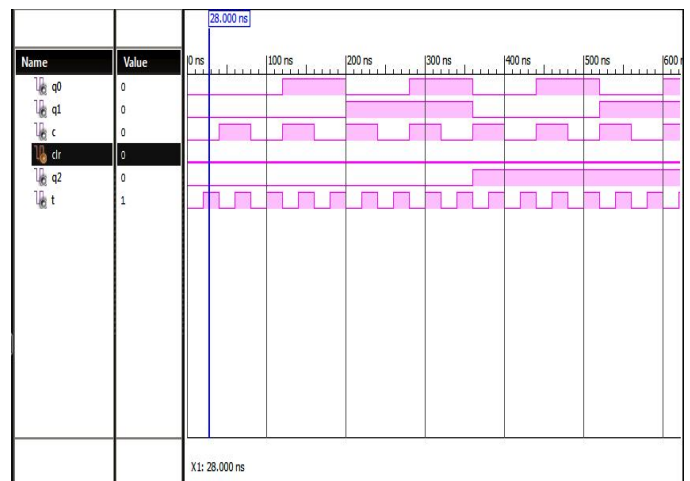 28.000 ns
Name Value 0 ns 100 ns 200 ns 300 ns 400 ns 500 ns 600 n
q0 0
q1 0
c 0
clr 0
q2 0
t 1
X1: 28.000 ns